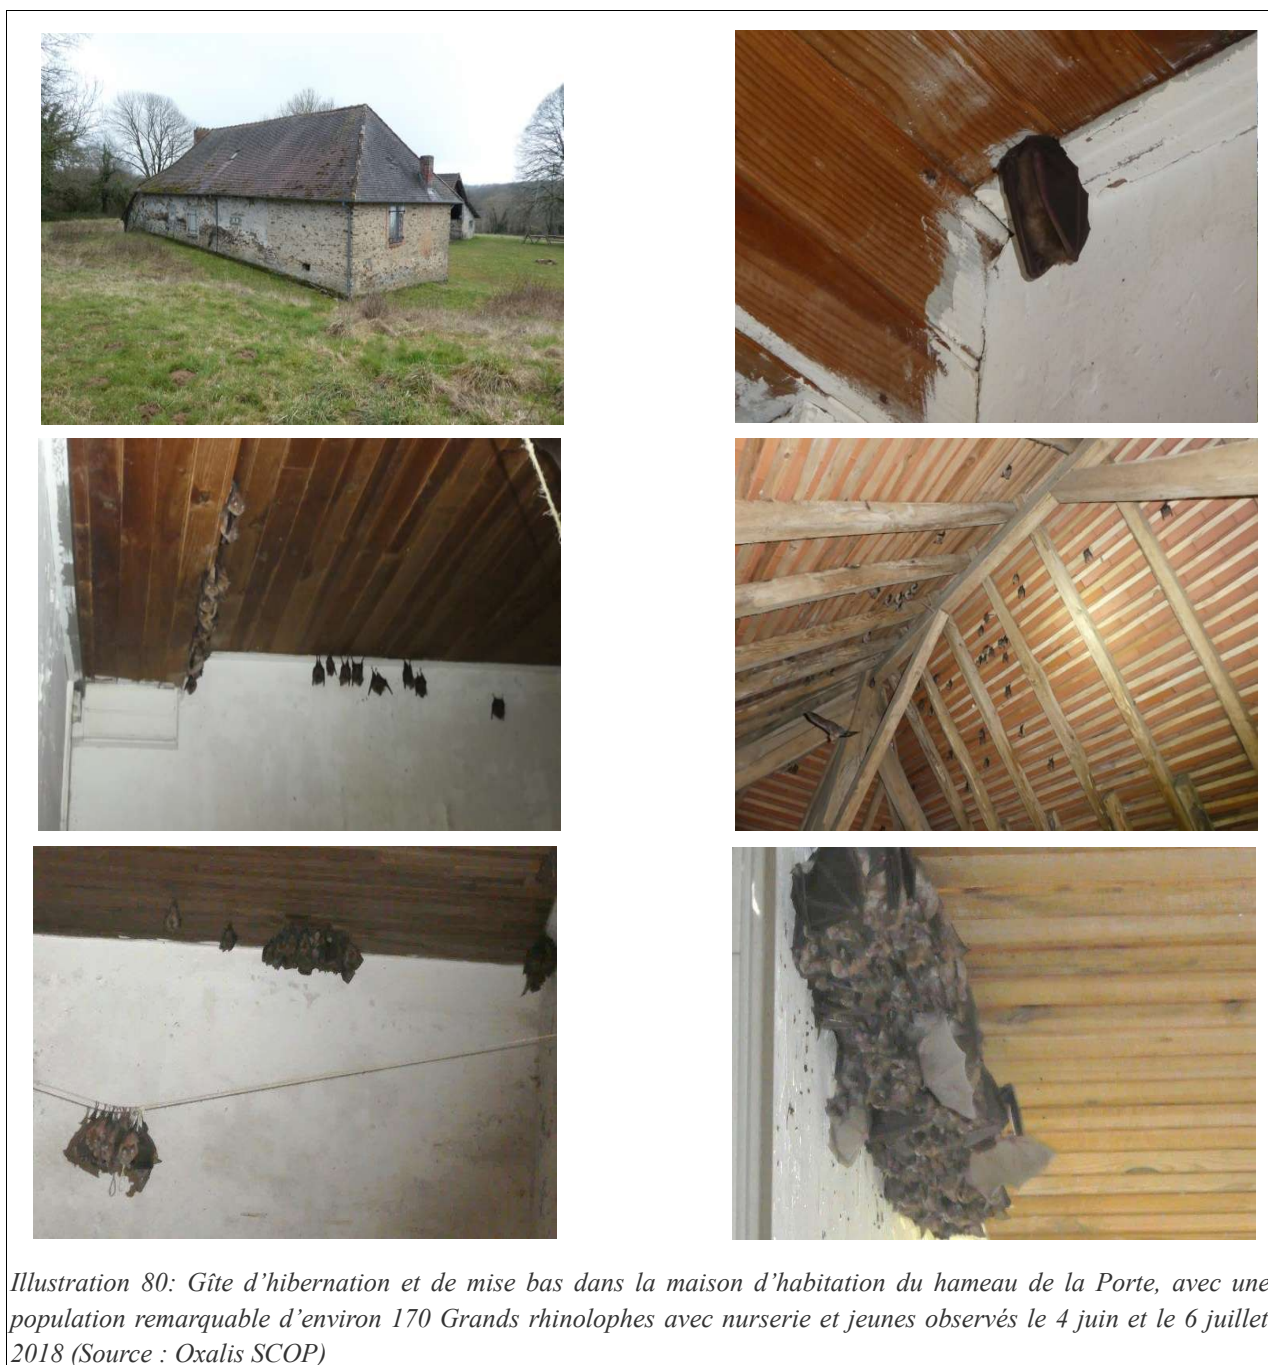 Illustration 80: Gîte d'hibernation et de mise bas dans la maison d'habitation du hameau de la Porte, avec une
population remarquable d'environ 170 Grands rhinolophes avec nurserie et jeunes observés le 4 juin et le 6 juillet
2018 (Source : Oxalis SCOP)